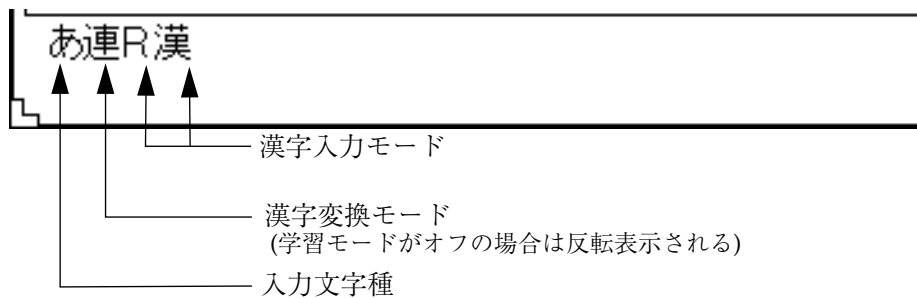 あ連R漢
漢字入力モード
漢字変換モード
(学習モードがオフの場合は反転表示される)
入力文字種